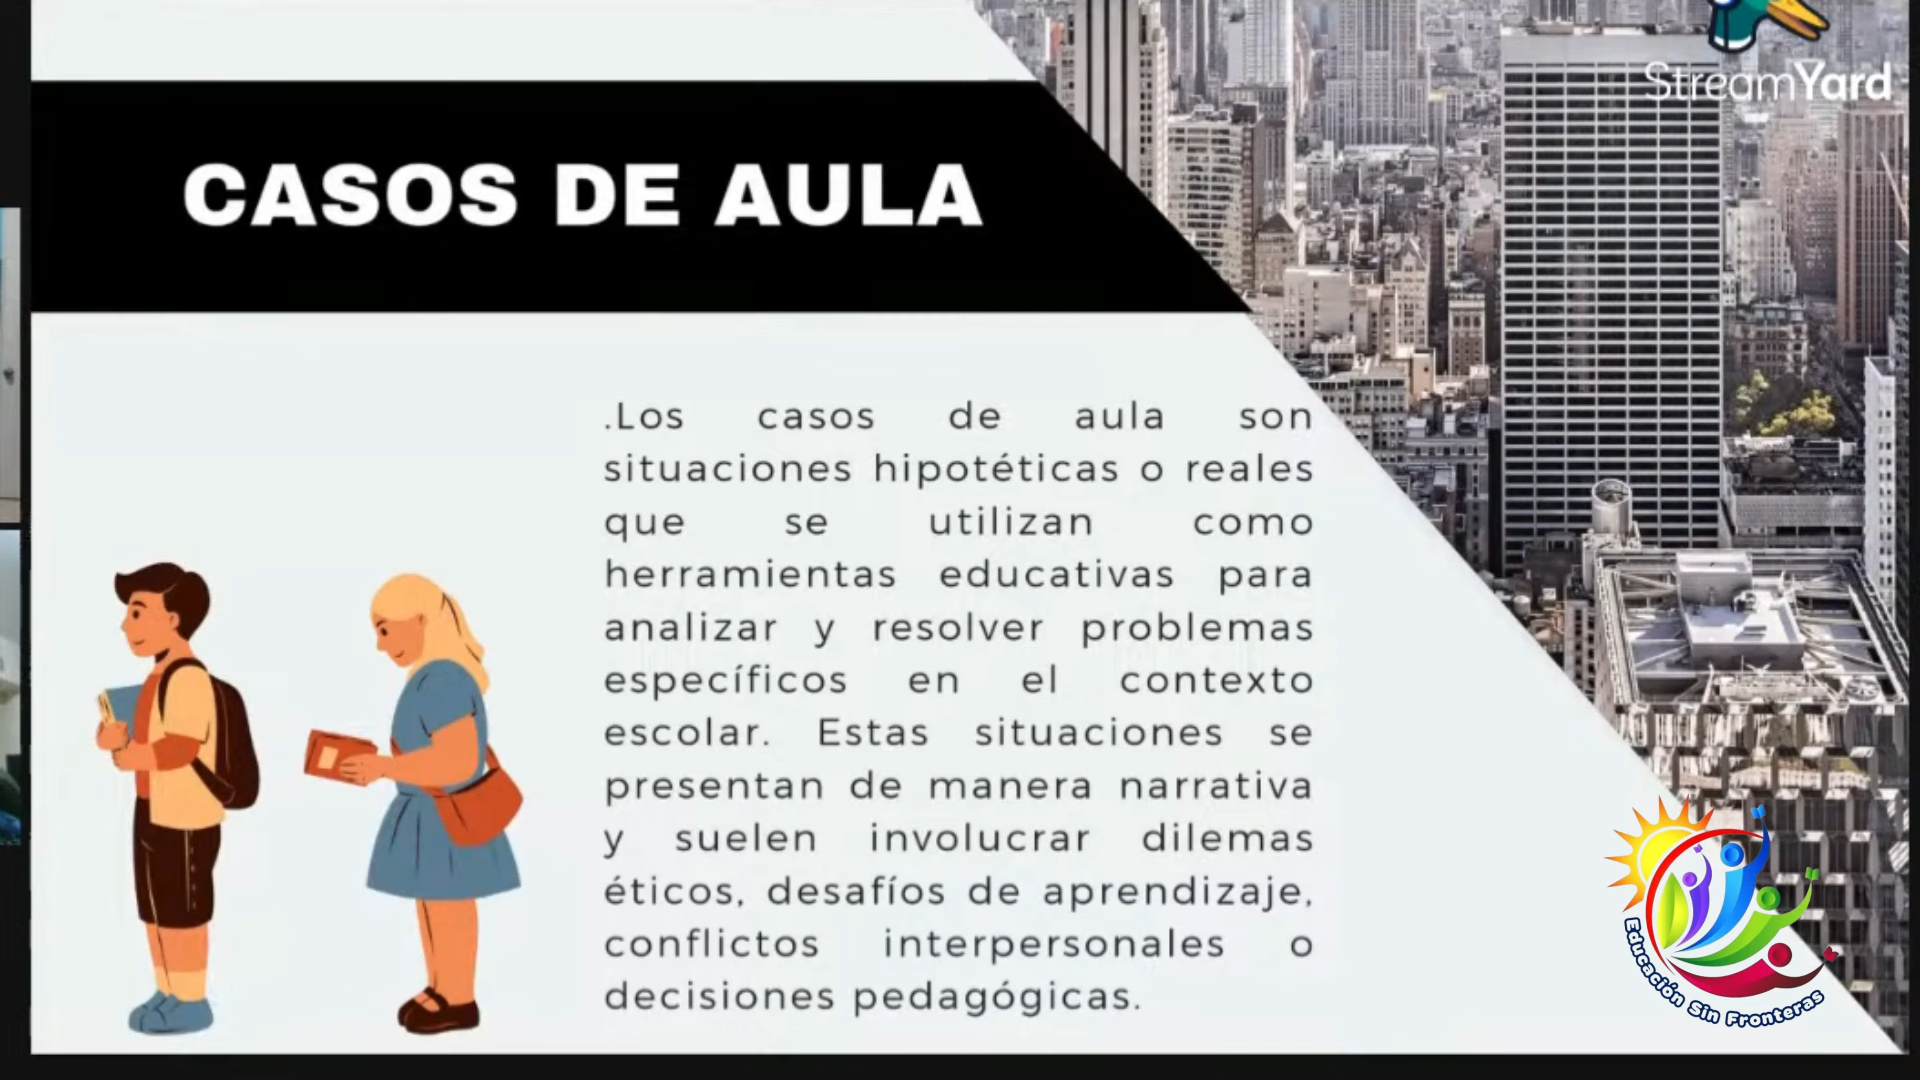 StreamYard
CASOS DE AULA
.Los casos de aula son
situaciones hipotéticas o reales
que se utilizan como
herramientas educativas para
analizar y resolver problemas
específicos en el contexto
escolar. Estas situaciones se
presentan de manera narrativa
y suelen involucrar dilemas
éticos, desafíos de aprendizaje,
conflictos interpersonales o
decisiones pedagógicas.
Educación Sin Fronteras